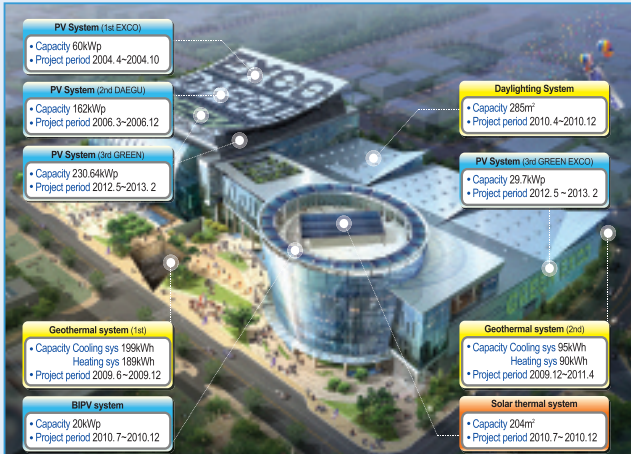 PV System (1st EXCO)
• Capacity 60kWp
• Project period 2004. 4~2004.10
PV System (2nd DAEGU)
• Capacity 162kWp
• Project period 2006. 3~2006.12
PV System (3rd GREEN)
• Capacity 230.64kWp
• Project period 2012. 5~2013. 2
Daylighting System
• Capacity 285m²
• Project period 2010. 4~2010.12
PV System (3rd GREEN EXCO)
• Capacity 29.7kWp
• Project period 2012. 5 ~ 2013. 2
EXCO
Geothermal system (1st)
• Capacity Cooling sys 199kWh
Heating sys 189kWh
• Project period 2009. 6~2009.12
BIPV system
• Capacity 20kWp
• Project period 2010.7~2010.12
Geothermal system (2nd)
• Capacity Cooling sys 95kWh
Heating sys 90kWh
• Project period 2009.12~2011.4
Solar thermal system
• Capacity 204m²
• Project period 2010.7~ 2010.12